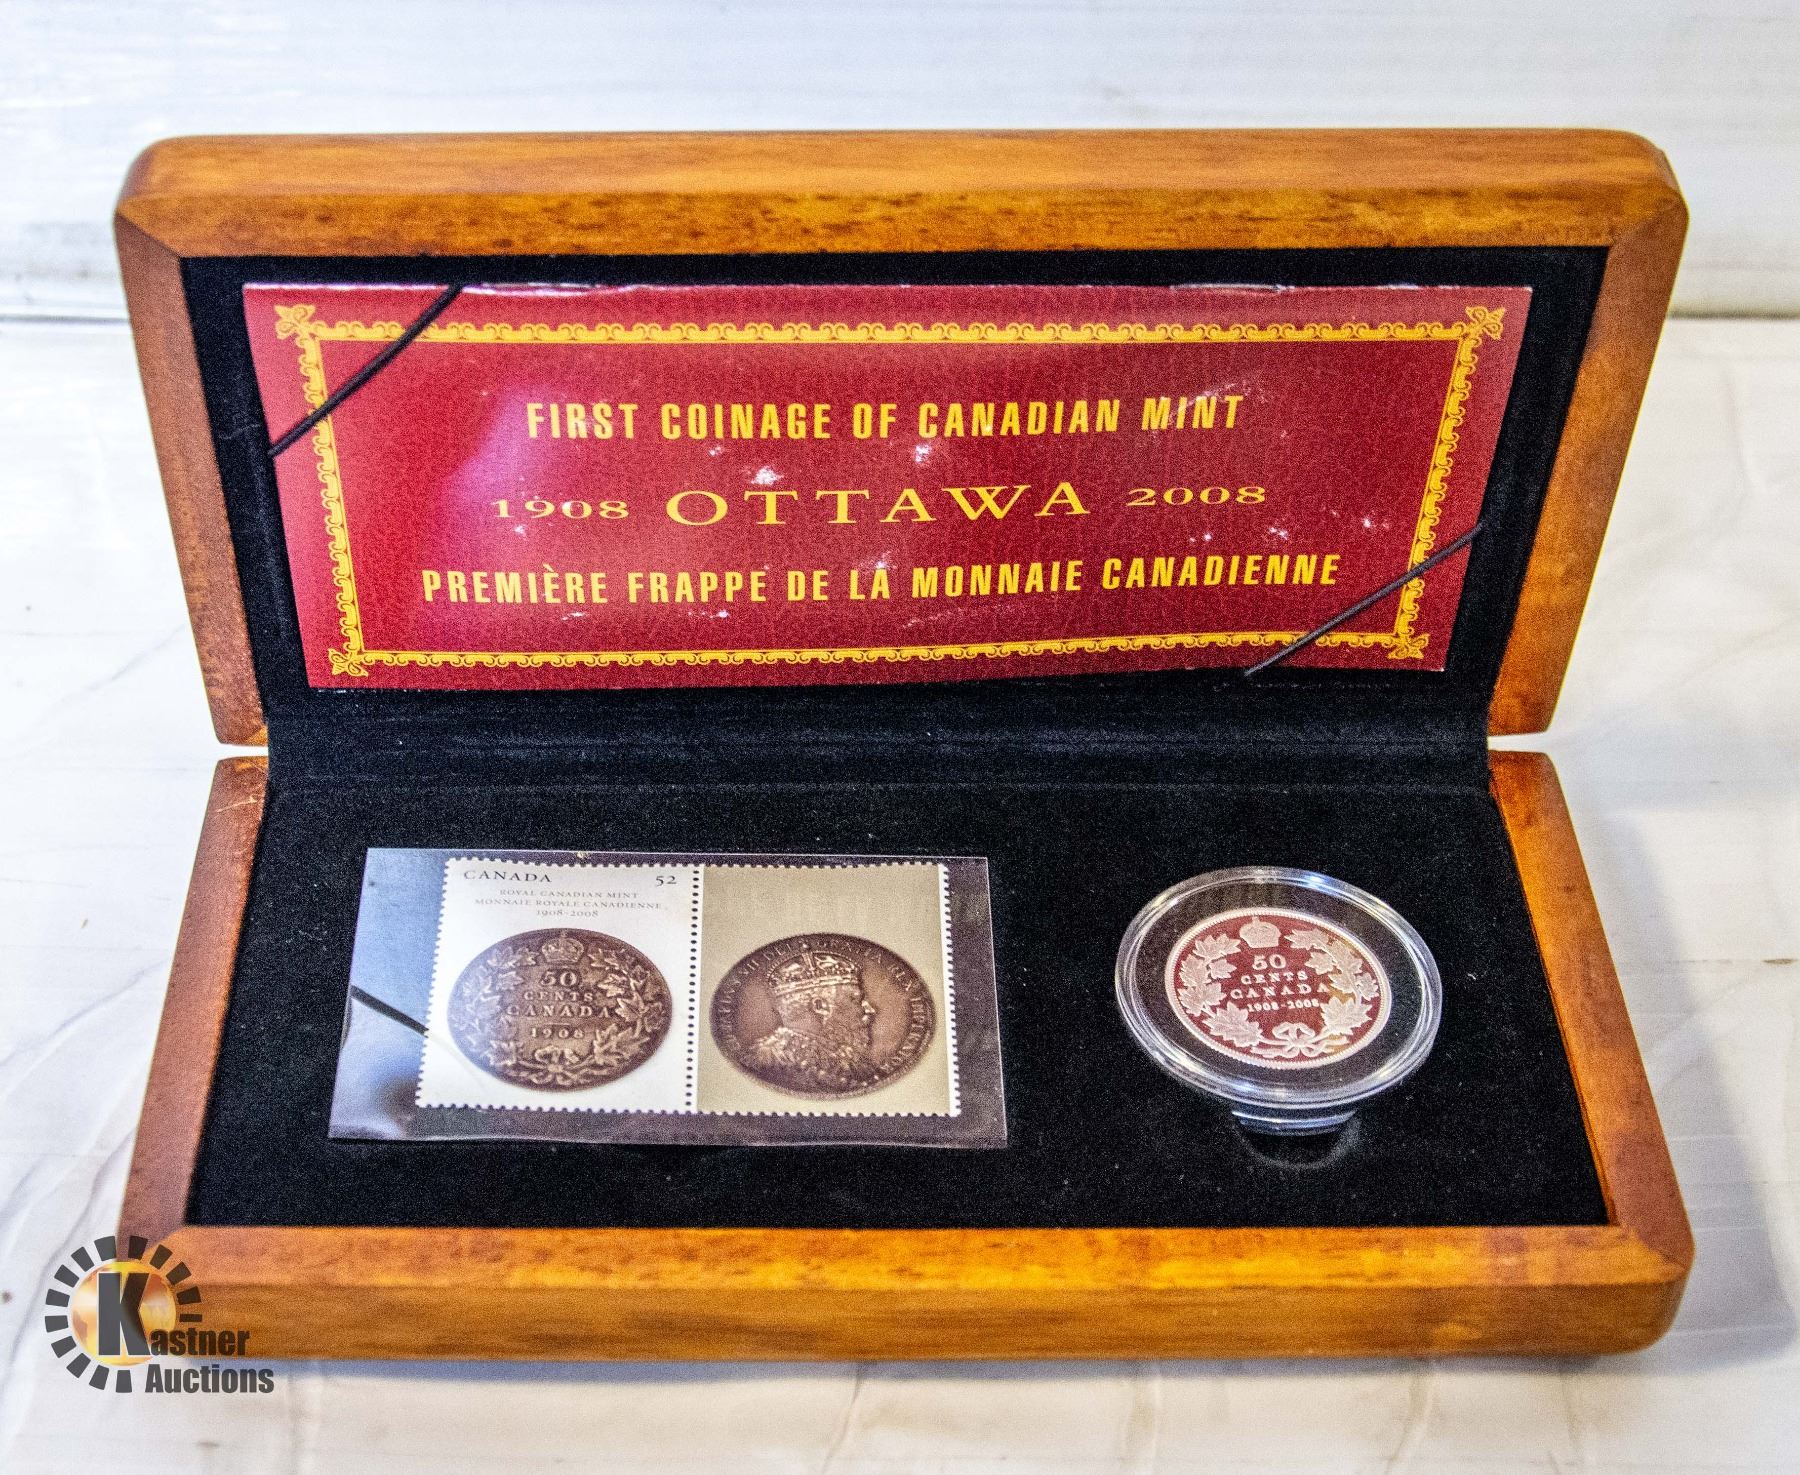 FIRST COINAGE OF CANADIAN MINT
1908 OTTAWA 2008
PREMIÈRE FRAPPE DE LA MONNAIE CANADIENNE
CANADA 52
ROYAL CANADIAN MINT
MONNAIE ROYALE CANADIENNE
1908-2008
50
CENTS
CANADA
1908
50
CENTS
CANADA
1908-2008
Kastner
Auctions